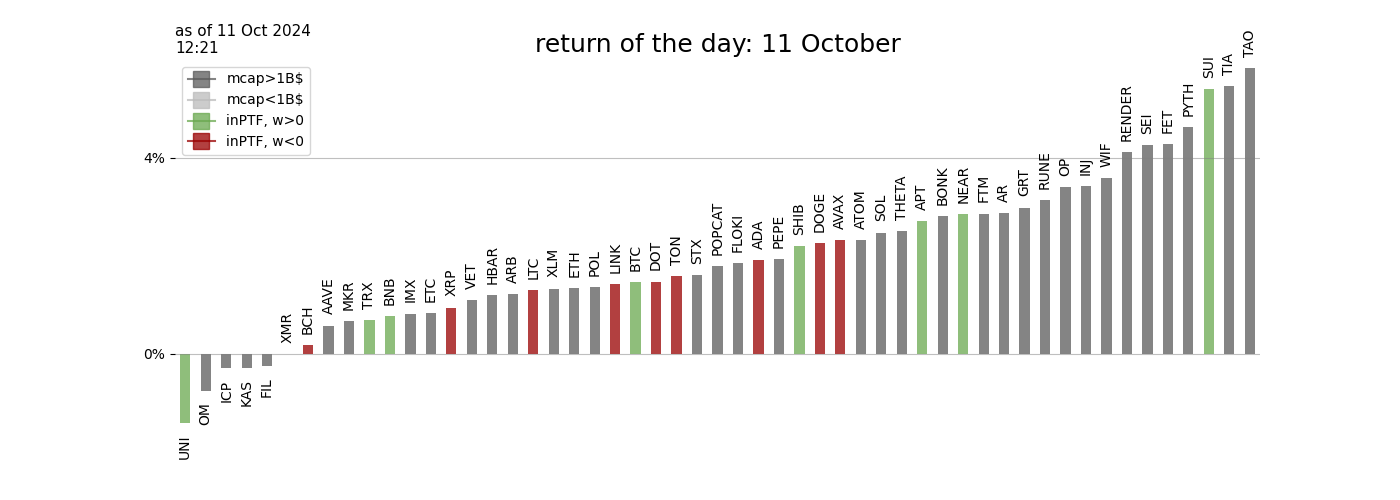 as of 11 Oct 2024
12:21
return of the day: 11 October
mcap>1B$
mcap<1B$
inPTF, w>0
inPTF, w<0
4%
0%
UNI
OM
ICP
KAS
FIL
XMR
BCH
AAVE
MKR
TRX
BNB
IMX
ETC
XRP
VET
HBAR
ARB
LTC
XLM
ETH
POL
LINK
BTC
DOT
TON
STX
POPCAT
FLOKI
ADA
PEPE
SHIB
DOGE
AVAX
ATOM
SOL
THETA
APT
BONK
NEAR
FTM
AR
GRT
RUNE
OP
INJ
WIF
RENDER
SEI
FET
PYTH
SUI
TIA
TAO